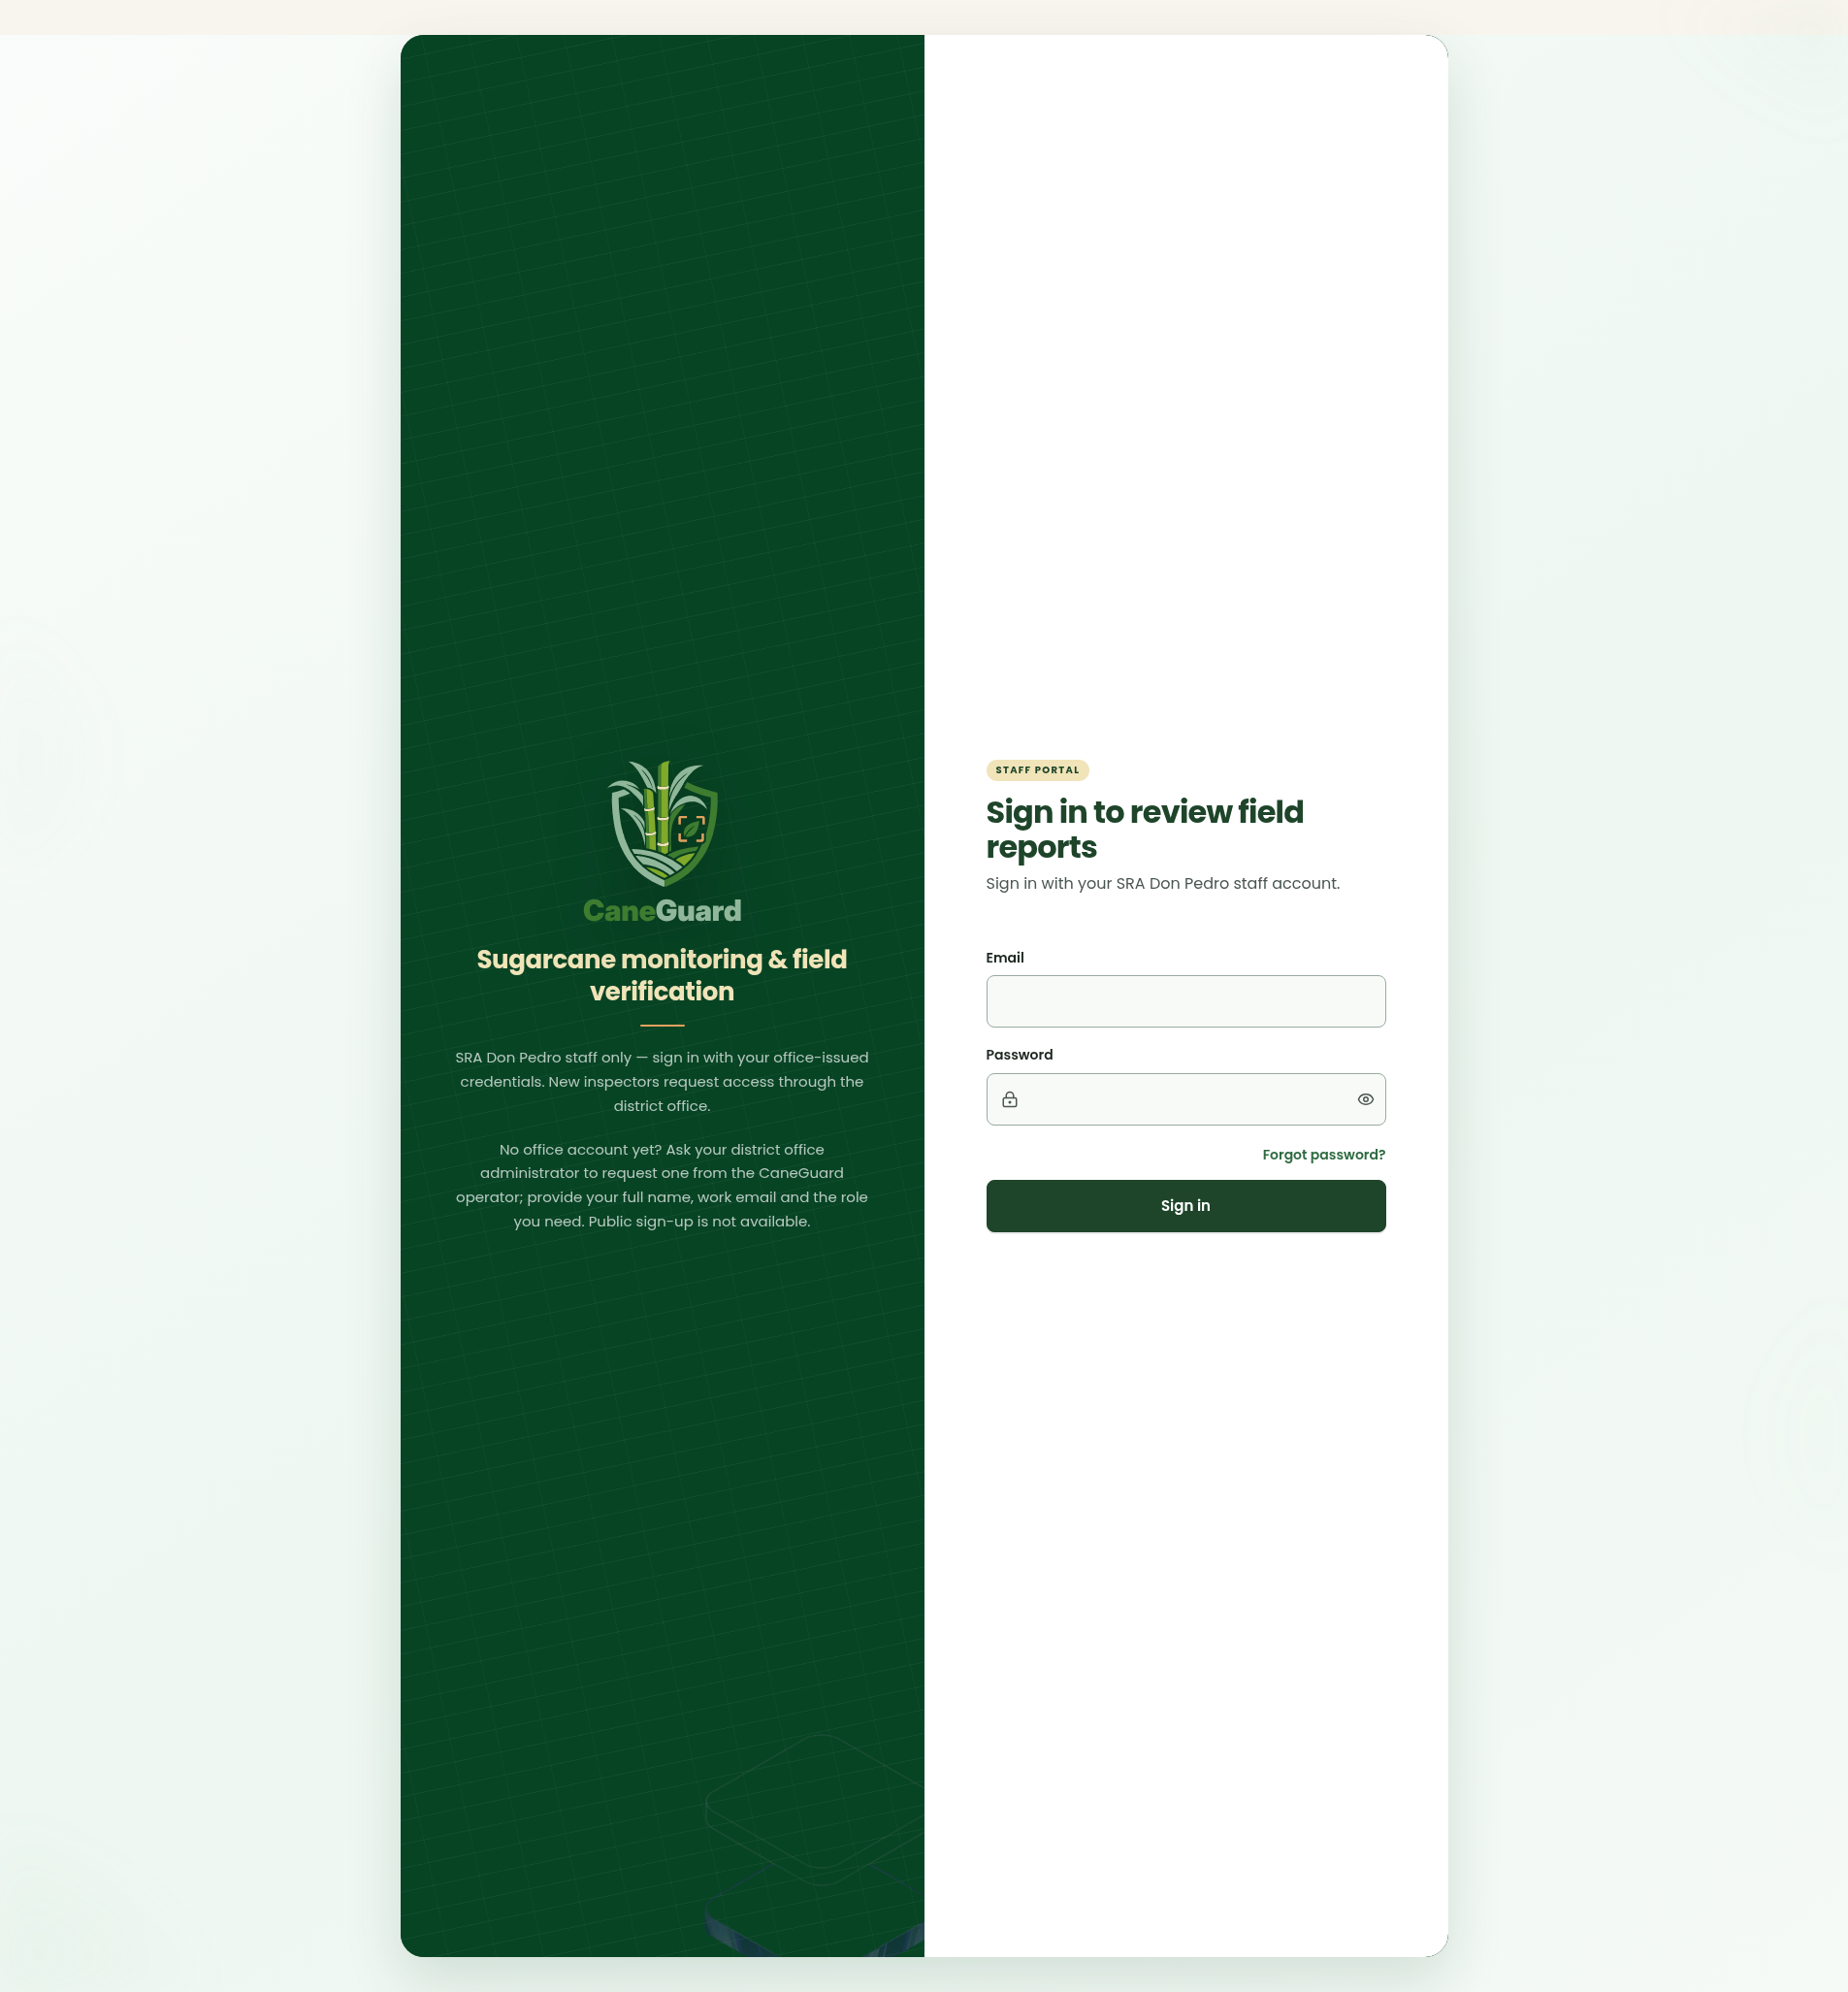 CaneGuard
Sugarcane monitoring & field
verification
SRA Don Pedro staff only — sign in with your office-issued
credentials. New inspectors request access through the
district office.
No office account yet? Ask your district office
administrator to request one from the CaneGuard
operator; provide your full name, work email and the role
you need. Public sign-up is not available.
STAFF PORTAL
Sign in to review field
reports
Sign in with your SRA Don Pedro staff account.
Email
Password
Forgot password?
Sign in